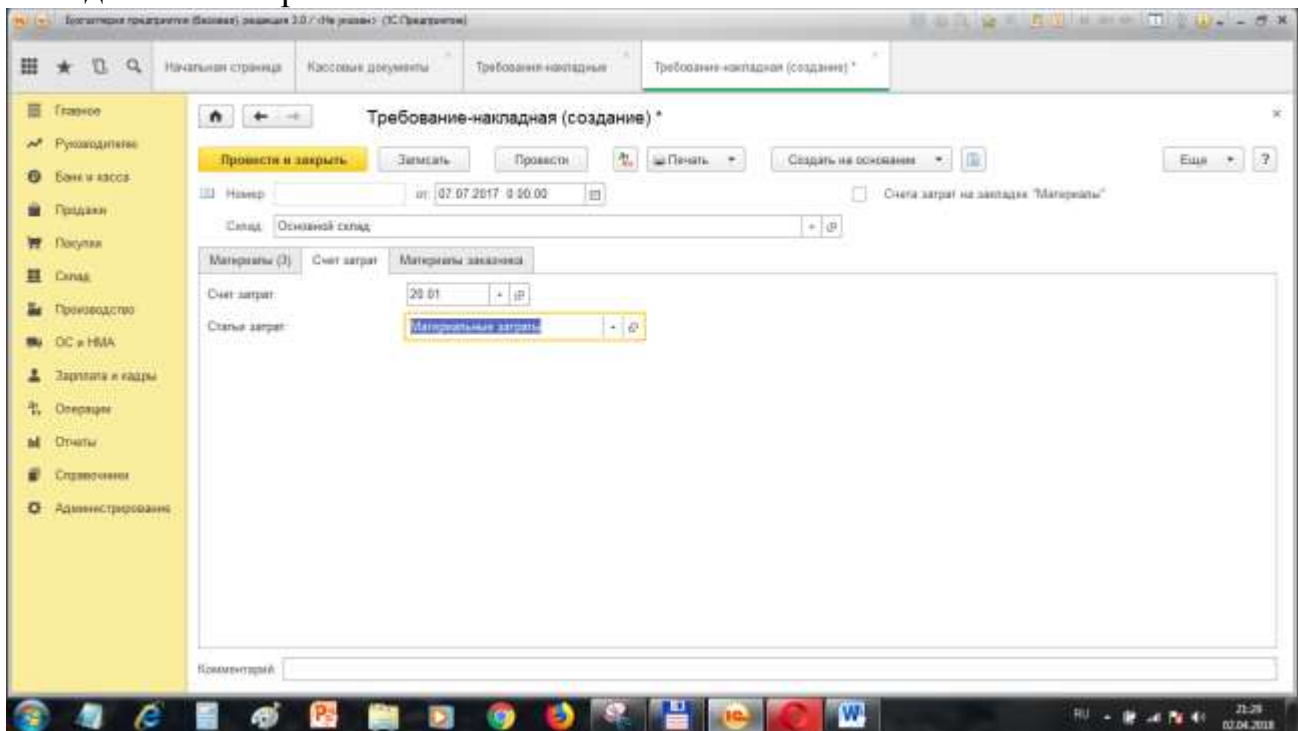 Бухгалтерия предприятия (базовая), редакция 3.0 / <Не указан> (1С:Предприятие)
Начальная страница Кассовые документы Требования-накладные Требование-накладная (создание) *
Главное
Руководителю
Банк и касса
Продажи
Покупки
Склад
Производство
ОС и НМА
Зарплата и кадры
Операции
Отчеты
Справочники
Администрирование
Требование-накладная (создание) *
Провести и закрыть Записать Провести Печать Создать на основании Еще ?
Номер: от: 07.07.2017 0:00:00 Счета затрат на закладке "Материалы"
Склад: Основной склад
Материалы (3) Счет затрат Материалы заказчика
Счет затрат: 20.01
Статья затрат: Материальные затраты
Комментарий:
RU 21:28
02.04.2018